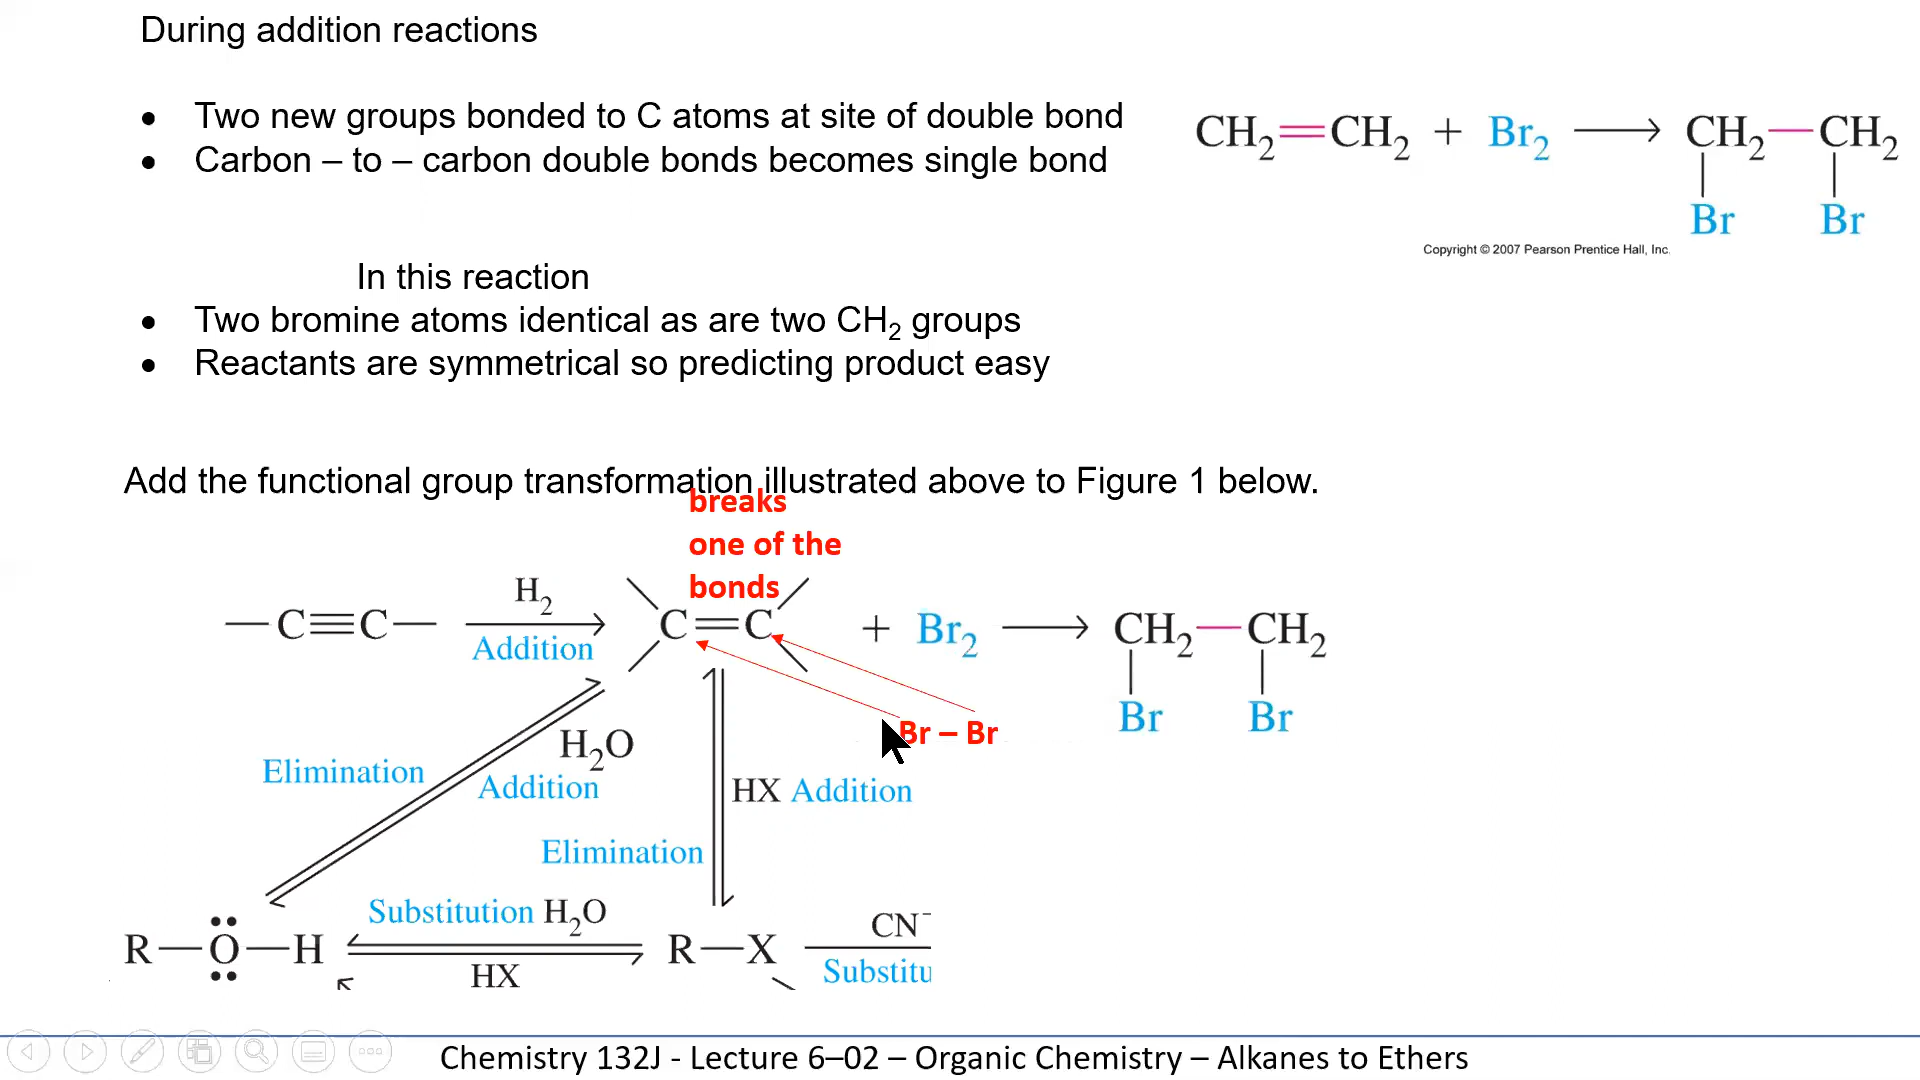 During addition reactions
• Two new groups bonded to C atoms at site of double bond
• Carbon – to – carbon double bonds becomes single bond
CH₂=CH₂ + Br₂ ⟶ CH₂—CH₂
Br Br
Copyright © 2007 Pearson Prentice Hall, Inc.
In this reaction
• Two bromine atoms identical as are two CH₂ groups
• Reactants are symmetrical so predicting product easy
Add the functional group transformation illustrated above to Figure 1 below.
breaks
one of the
bonds
—C≡C— H₂ Addition C=C + Br₂ ⟶ CH₂—CH₂
Br Br
Br – Br
Elimination
H₂O
Addition
HX Addition
Elimination
Substitution H₂O
HX
R—Ö—H
R—X
CN⁻
Substitu
Chemistry 132J - Lecture 6–02 – Organic Chemistry – Alkanes to Ethers